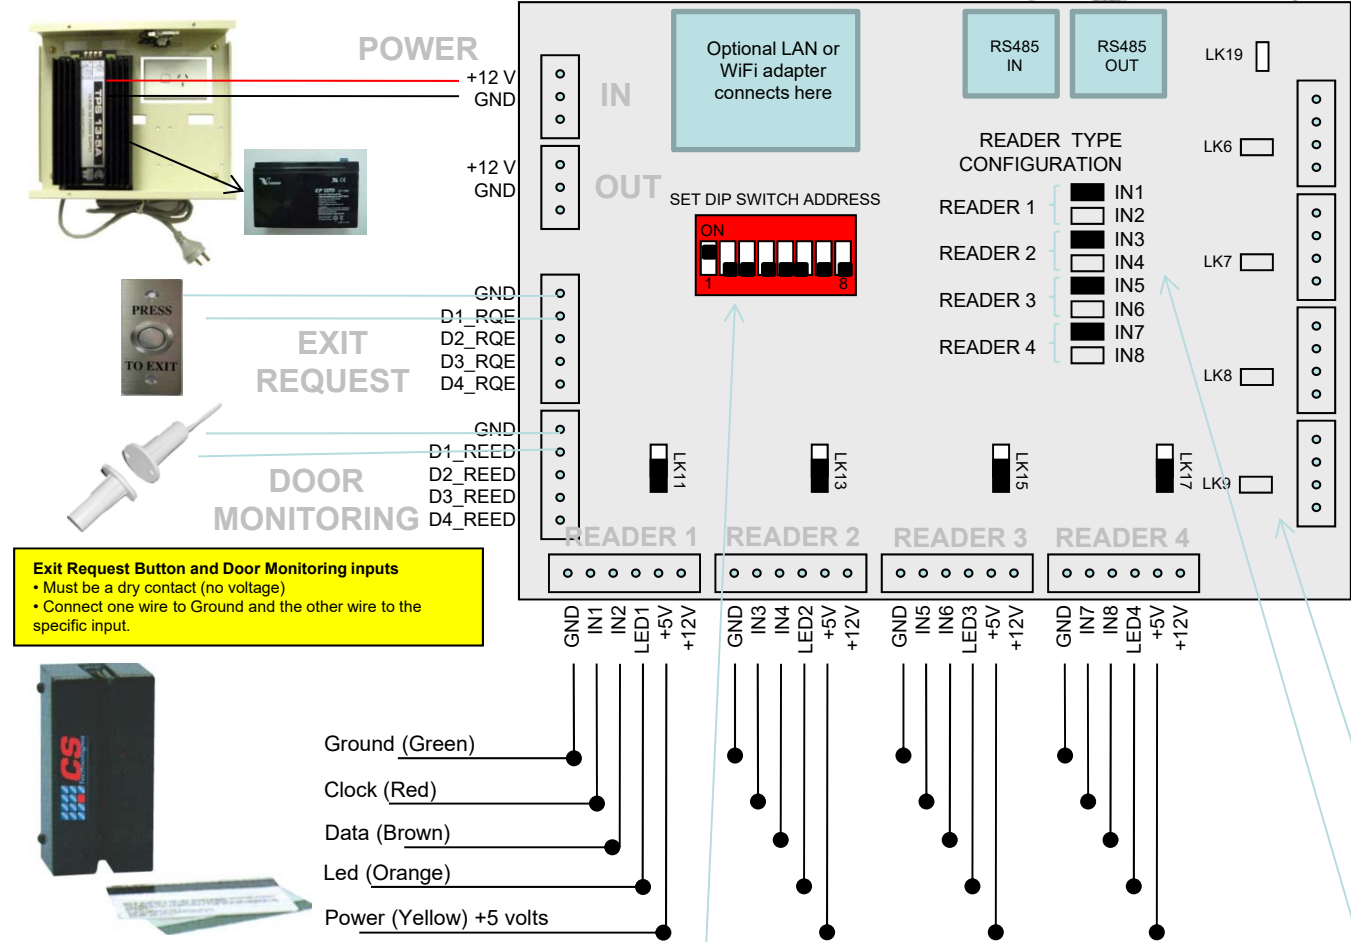 POWER
+12 V
GND
IN
+12 V
GND
OUT
TPS 13.5A
CP 1270
Optional LAN or
WiFi adapter
connects here
RS485
IN
RS485
OUT
LK19
LK6
LK7
LK8
LK9
READER TYPE
CONFIGURATION
READER 1
IN1
IN2
READER 2
IN3
IN4
READER 3
IN5
IN6
READER 4
IN7
IN8
SET DIP SWITCH ADDRESS
ON
1
8
PRESS
TO EXIT
EXIT
REQUEST
GND
D1_RQE
D2_RQE
D3_RQE
D4_RQE
DOOR
MONITORING
GND
D1_REED
D2_REED
D3_REED
D4_REED
LK11
LK13
LK15
LK17
READER 1
READER 2
READER 3
READER 4
Exit Request Button and Door Monitoring inputs
• Must be a dry contact (no voltage)
• Connect one wire to Ground and the other wire to the
specific input.
GND
IN1
IN2
LED1
+5V
+12V
GND
IN3
IN4
LED2
+5V
+12V
GND
IN5
IN6
LED3
+5V
+12V
GND
IN7
IN8
LED4
+5V
+12V
CS
Ground (Green)
Clock (Red)
Data (Brown)
Led (Orange)
Power (Yellow) +5 volts